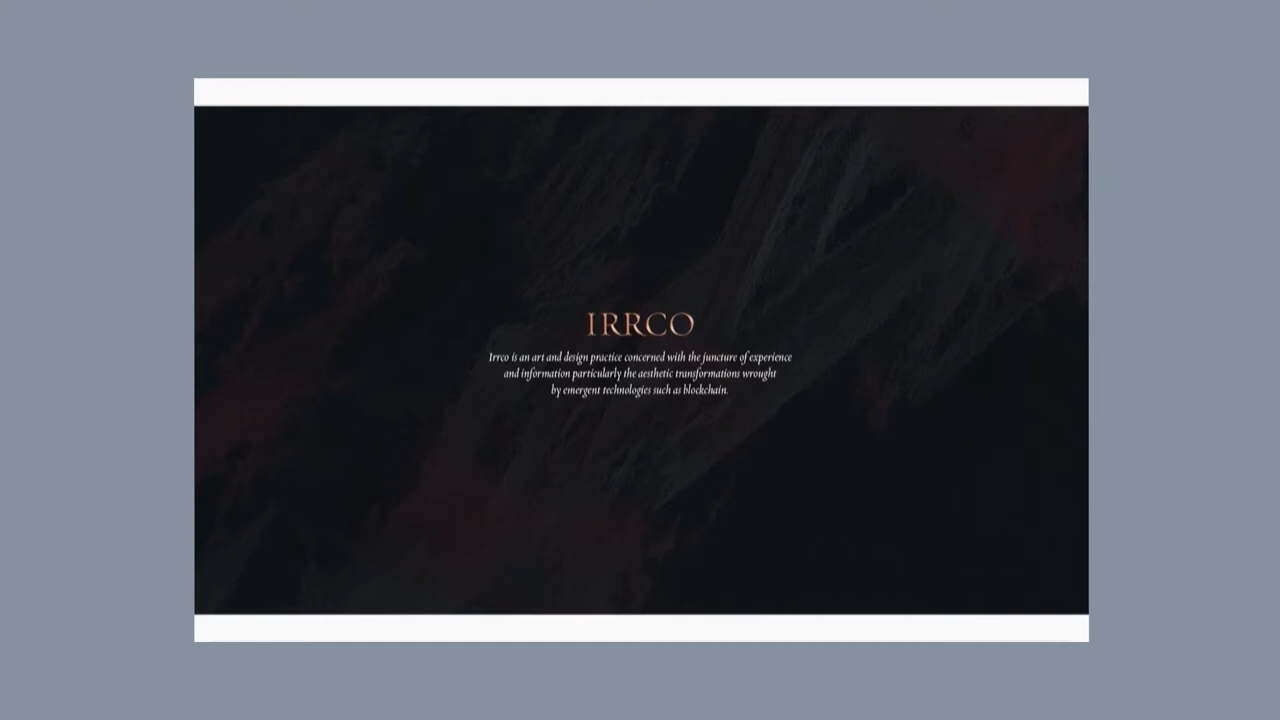 IRRCO
Irrco is an art and design practice concerned with the juncture of experience
and information particularly the aesthetic transformations wrought
by emergent technologies such as blockchain.